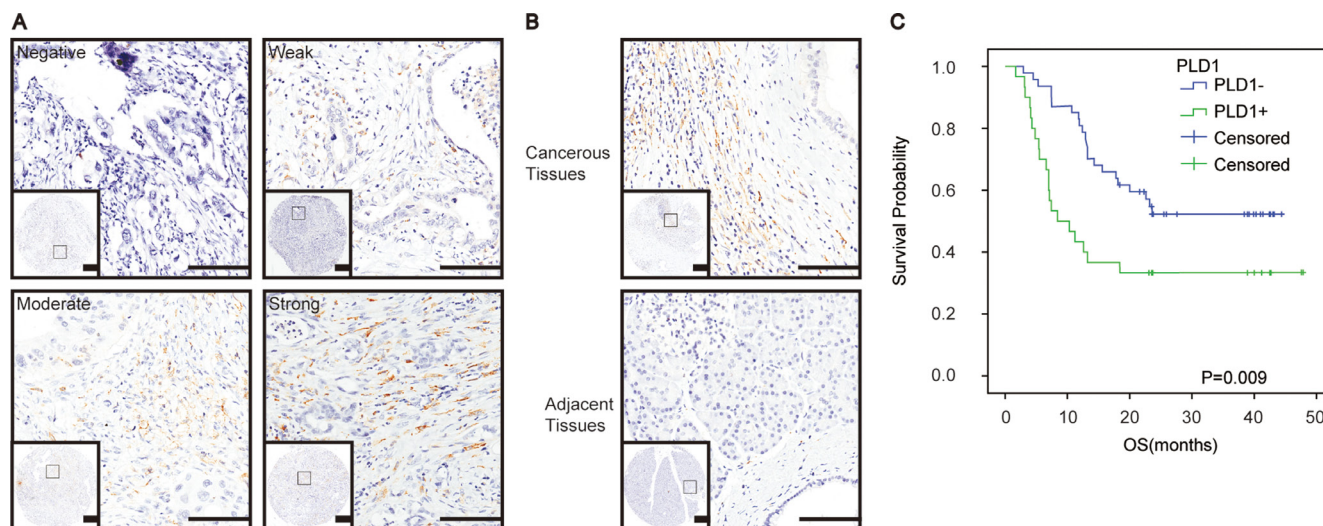 A
B
C
Negative
Weak
Moderate
Strong
Cancerous
Tissues
Adjacent
Tissues
PLD1
PLD1-
PLD1+
Censored
Censored
Survival Probability
1.0
0.8
0.6
0.4
0.2
0.0
P=0.009
0 10 20 30 40 50
OS(months)